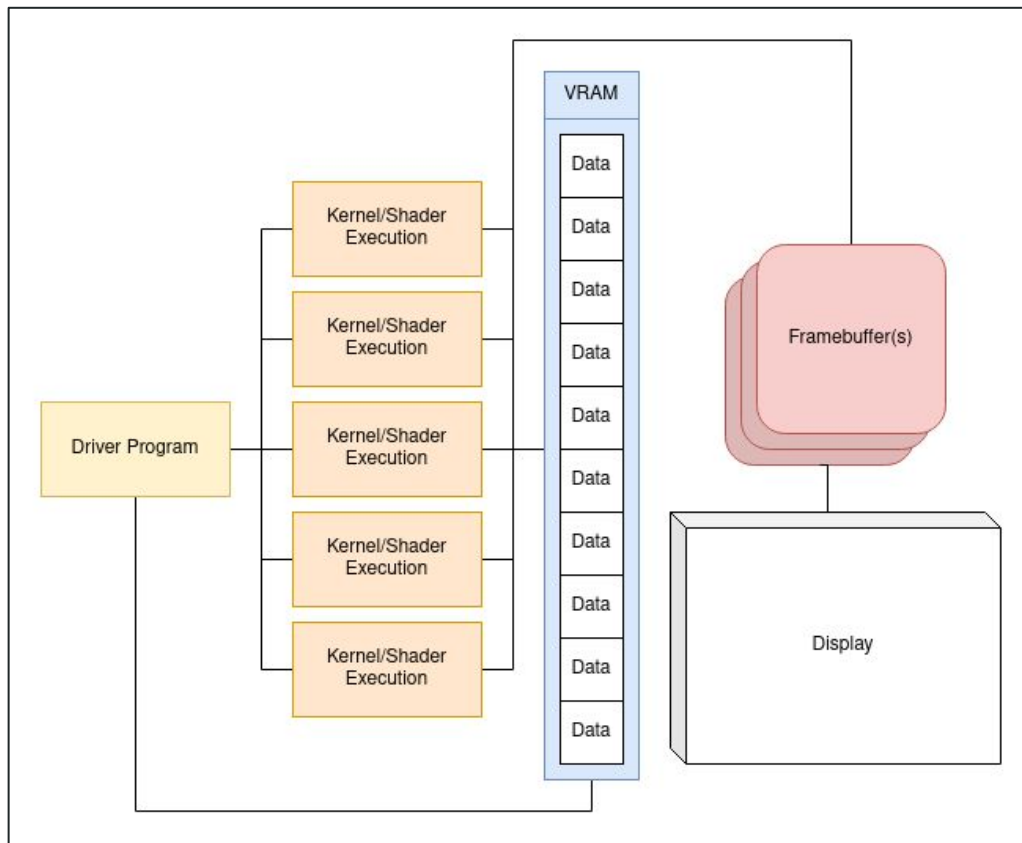 VRAM
Data
Data
Data
Data
Data
Data
Data
Data
Data
Data
Kernel/Shader
Execution
Kernel/Shader
Execution
Kernel/Shader
Execution
Kernel/Shader
Execution
Kernel/Shader
Execution
Driver Program
Framebuffer(s)
Display